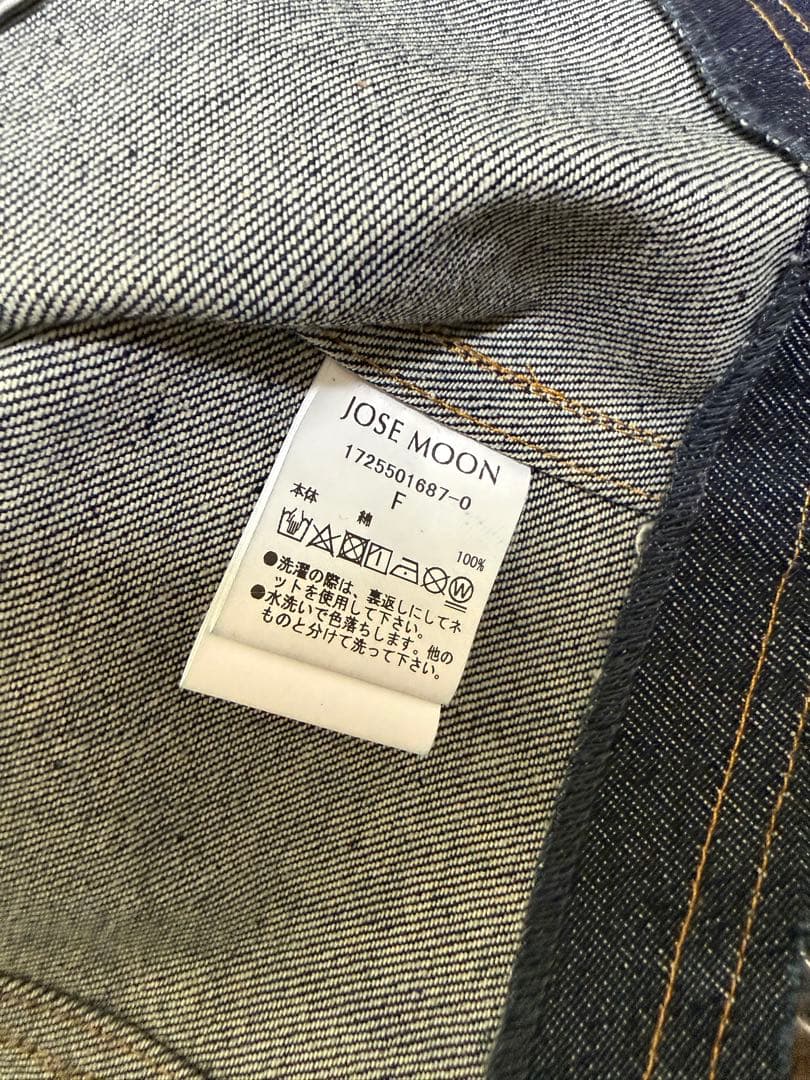 JOSE MOON
1725501687-0
F
本体
綿 100%
W
●洗濯の際は、裏返しにしてネ
ットを使用して下さい。
●水洗いで色落ちします。他の
ものと分けて洗って下さい。